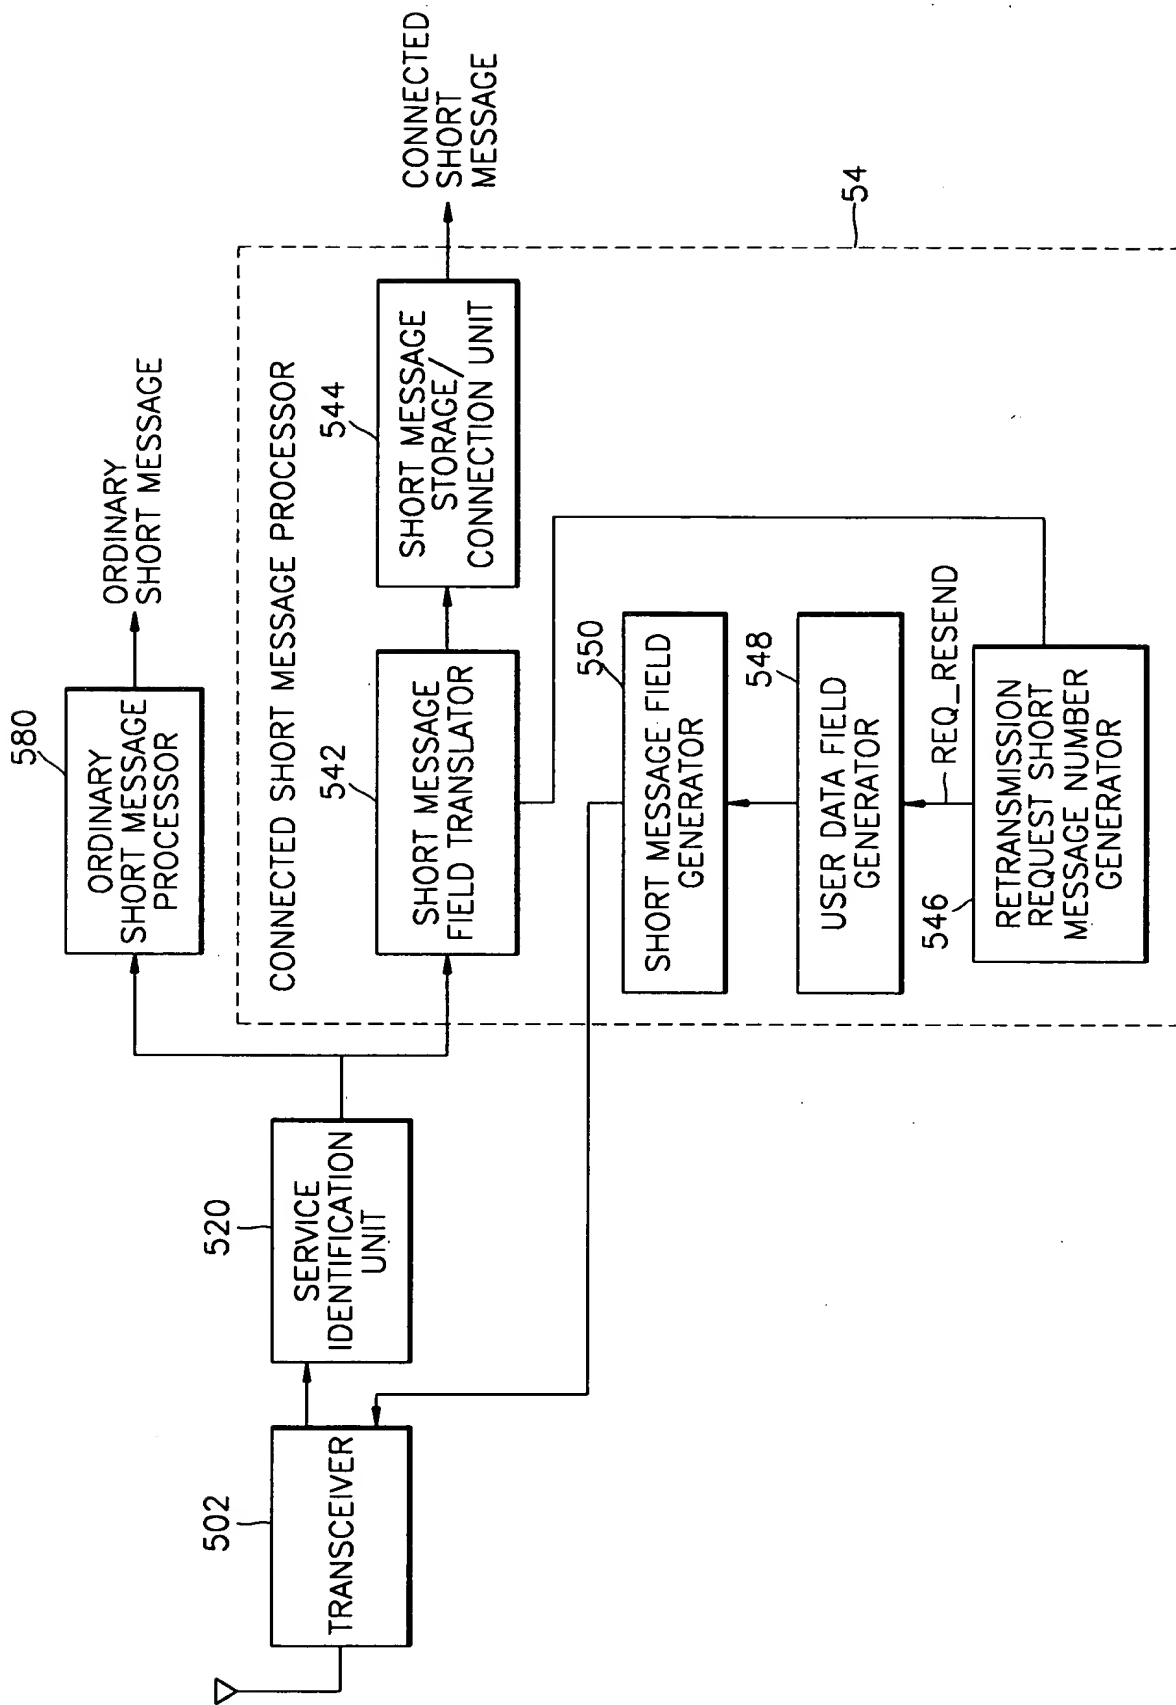 580
ORDINARY
SHORT MESSAGE
PROCESSOR
ORDINARY
SHORT MESSAGE
502
TRANSCEIVER
520
SERVICE
IDENTIFICATION
UNIT
CONNECTED SHORT MESSAGE PROCESSOR
542
SHORT MESSAGE
FIELD TRANSLATOR
544
SHORT MESSAGE
STORAGE/
CONNECTION UNIT
CONNECTED
SHORT
MESSAGE
550
SHORT MESSAGE FIELD
GENERATOR
548
USER DATA FIELD
GENERATOR
REQ_RESEND
546
RETRANSMISSION
REQUEST SHORT
MESSAGE NUMBER
GENERATOR
54